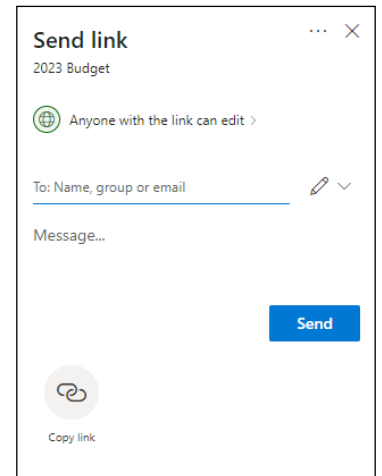 Send link
2023 Budget
Anyone with the link can edit >
To: Name, group or email
Message...
Send
Copy link